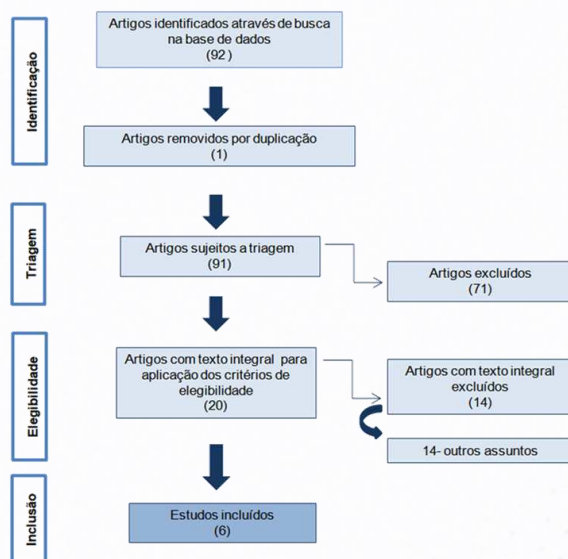 Identificação
Artigos identificados através de busca
na base de dados
(92 )
Artigos removidos por duplicação
(1)
Triagem
Artigos sujeitos a triagem
(91)
Artigos excluídos
(71)
Elegibilidade
Artigos com texto integral para
aplicação dos critérios de
elegibilidade
(20)
Artigos com texto integral
excluídos
(14)
14- outros assuntos
Inclusão
Estudos incluídos
(6)